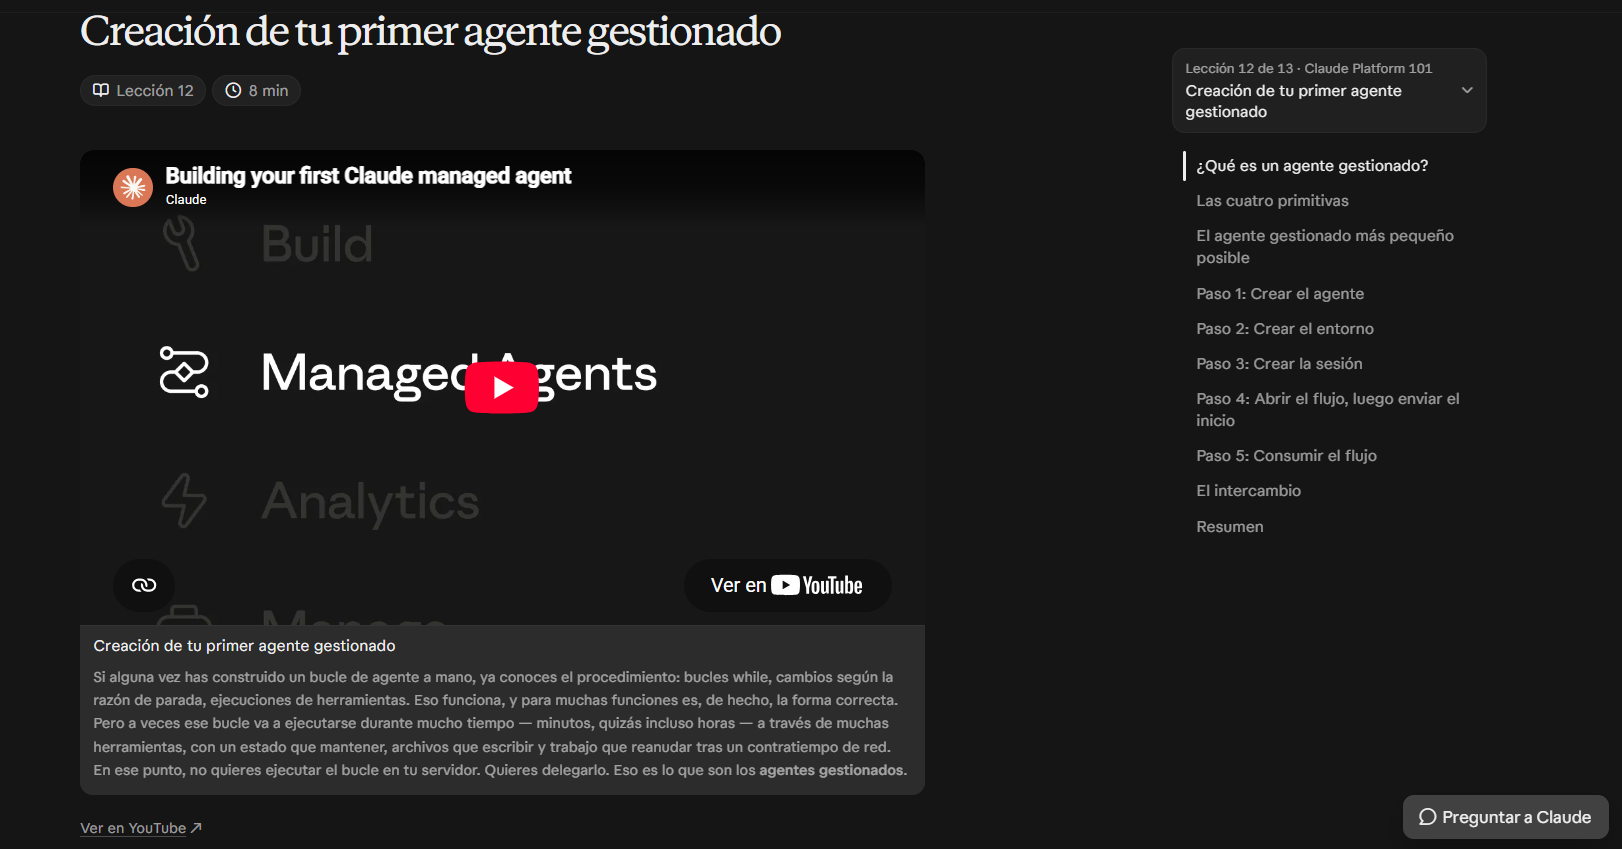 Creación de tu primer agente gestionado
Lección 12
8 min
Building your first Claude managed agent
Claude
Build
Managed Agents
Analytics
Manage
Ver en YouTube
Creación de tu primer agente gestionado
Si alguna vez has construido un bucle de agente a mano, ya conoces el procedimiento: bucles while, cambios según la
razón de parada, ejecuciones de herramientas. Eso funciona, y para muchas funciones es, de hecho, la forma correcta.
Pero a veces ese bucle va a ejecutarse durante mucho tiempo — minutos, quizás incluso horas — a través de muchas
herramientas, con un estado que mantener, archivos que escribir y trabajo que reanudar tras un contratiempo de red.
En ese punto, no quieres ejecutar el bucle en tu servidor. Quieres delegarlo. Eso es lo que son los agentes gestionados.
Ver en YouTube ↗
Lección 12 de 13 · Claude Platform 101
Creación de tu primer agente
gestionado
¿Qué es un agente gestionado?
Las cuatro primitivas
El agente gestionado más pequeño
posible
Paso 1: Crear el agente
Paso 2: Crear el entorno
Paso 3: Crear la sesión
Paso 4: Abrir el flujo, luego enviar el
inicio
Paso 5: Consumir el flujo
El intercambio
Resumen
Preguntar a Claude